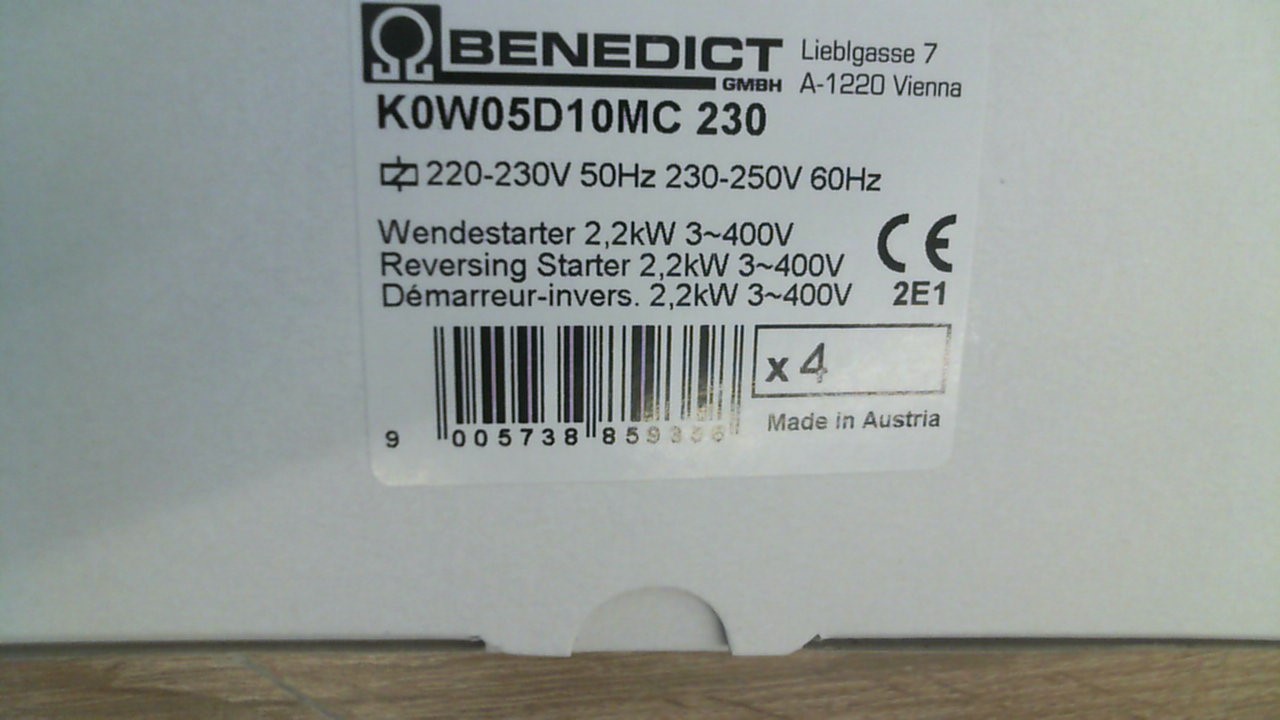 BENEDICT
GMBH
Lieblgasse 7
A-1220 Vienna
K0W05D10MC 230
220-230V 50Hz 230-250V 60Hz
Wendestarter 2,2kW 3~400V
Reversing Starter 2,2kW 3~400V
Démarreur-invers. 2,2kW 3~400V
CE
2E1
x 4
Made in Austria
9 005738